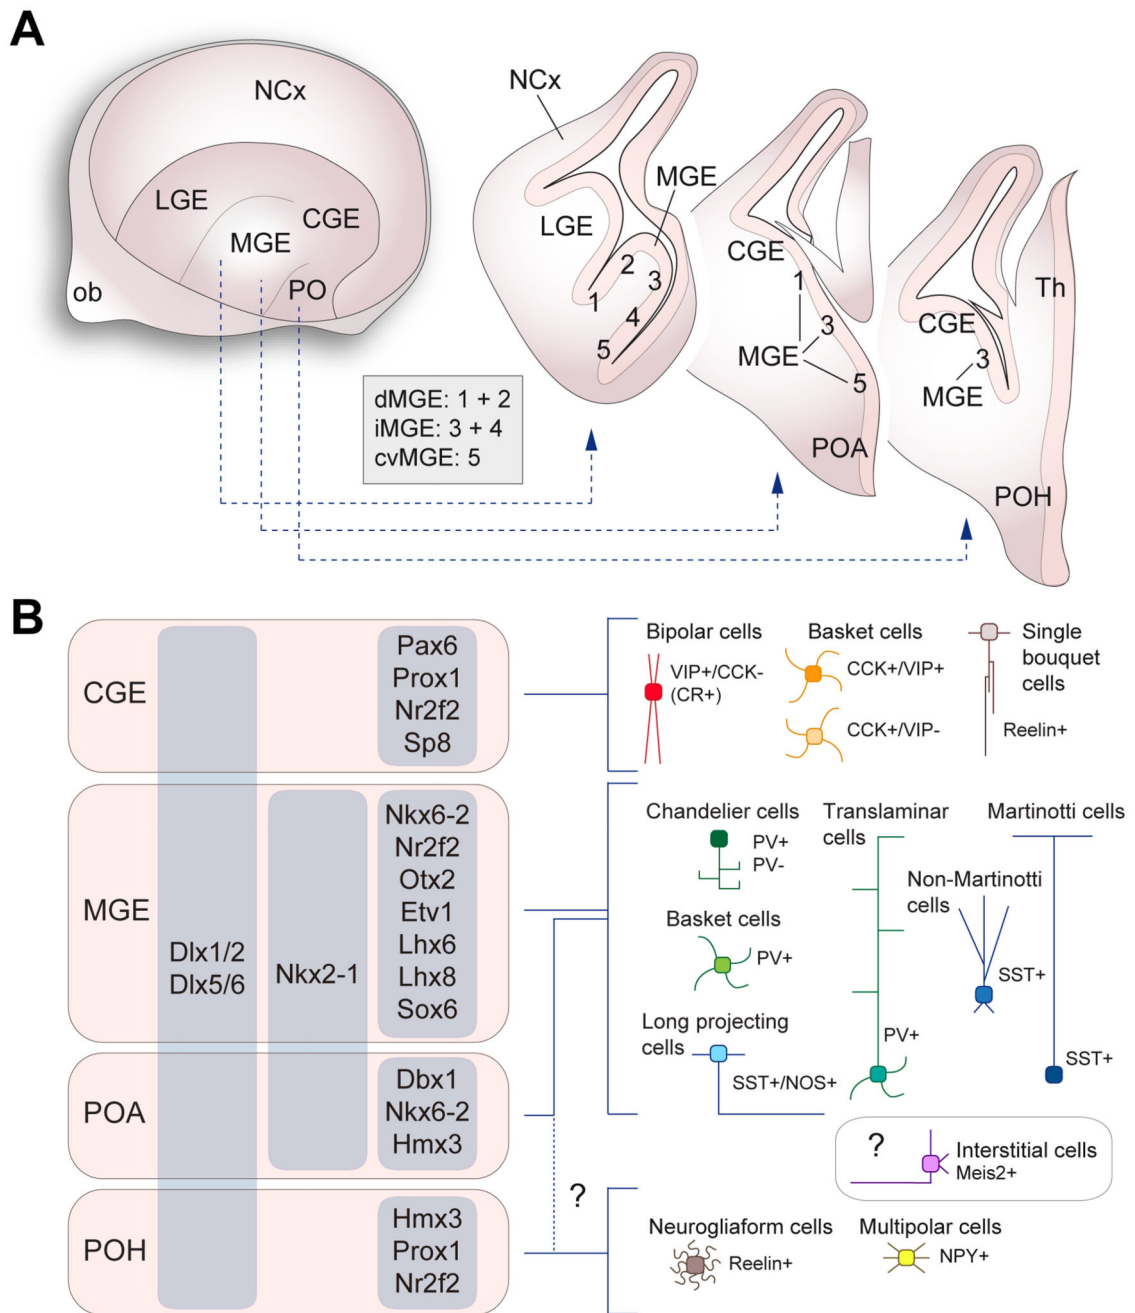 A
NCx
LGE
MGE
CGE
PO
ob
NCx
MGE
LGE
2
3
1
4
5
CGE
1
3
MGE
5
POA
Th
CGE
3
MGE
POH
dMGE: 1 + 2
iMGE: 3 + 4
cvMGE: 5
B
CGE
Pax6
Prox1
Nr2f2
Sp8
MGE
Dlx1/2
Dlx5/6
Nkx2-1
Nkx6-2
Nr2f2
Otx2
Etv1
Lhx6
Lhx8
Sox6
POA
Dbx1
Nkx6-2
Hmx3
POH
Hmx3
Prox1
Nr2f2
Bipolar cells
VIP+/CCK-
(CR+)
Basket cells
CCK+/VIP+
CCK+/VIP-
Single
bouquet
cells
Reelin+
Chandelier cells
PV+
PV-
Translaminar
cells
Martinotti cells
Non-Martinotti
cells
SST+
Basket cells
PV+
Long projecting
cells
SST+/NOS+
PV+
SST+
?
Interstitial cells
Meis2+
?
Neurogliaform cells
Reelin+
Multipolar cells
NPY+